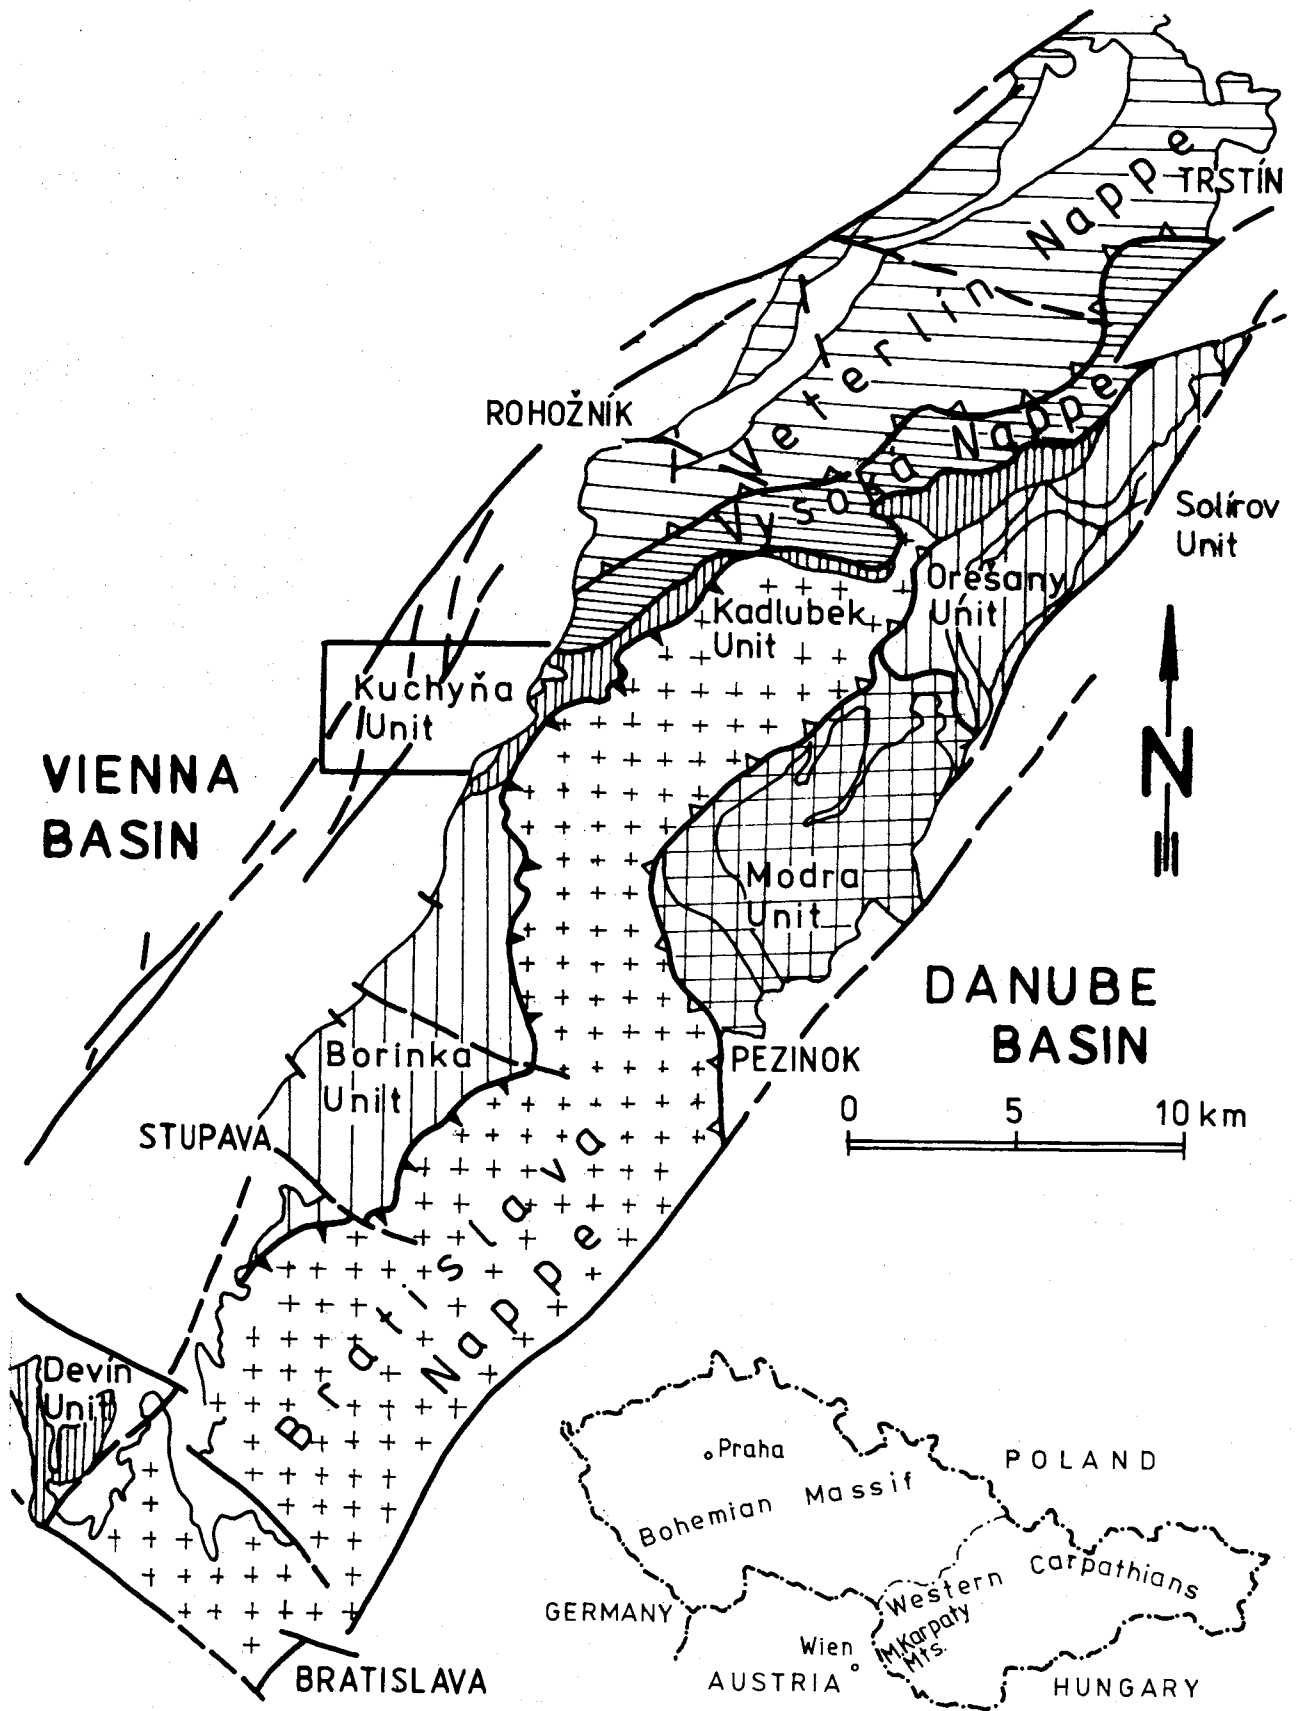 TRSTÍN
Veterlín Nappe
ROHOŽNÍK
Vysoká Nappe
Solírov
Unit
Orešany
Unit
Kadlubek
Unit
Kuchyňa
Unit
N
VIENNA
BASIN
Modra
Unit
DANUBE
BASIN
Borinka
Unit
PEZINOK
0 5 10 km
STUPAVA
Bratislava
Nappe
Devín
Unit
BRATISLAVA
Praha
POLAND
Bohemian Massif
Western Carpathians
GERMANY
M.Karpaty
Mts.
Wien
AUSTRIA
HUNGARY